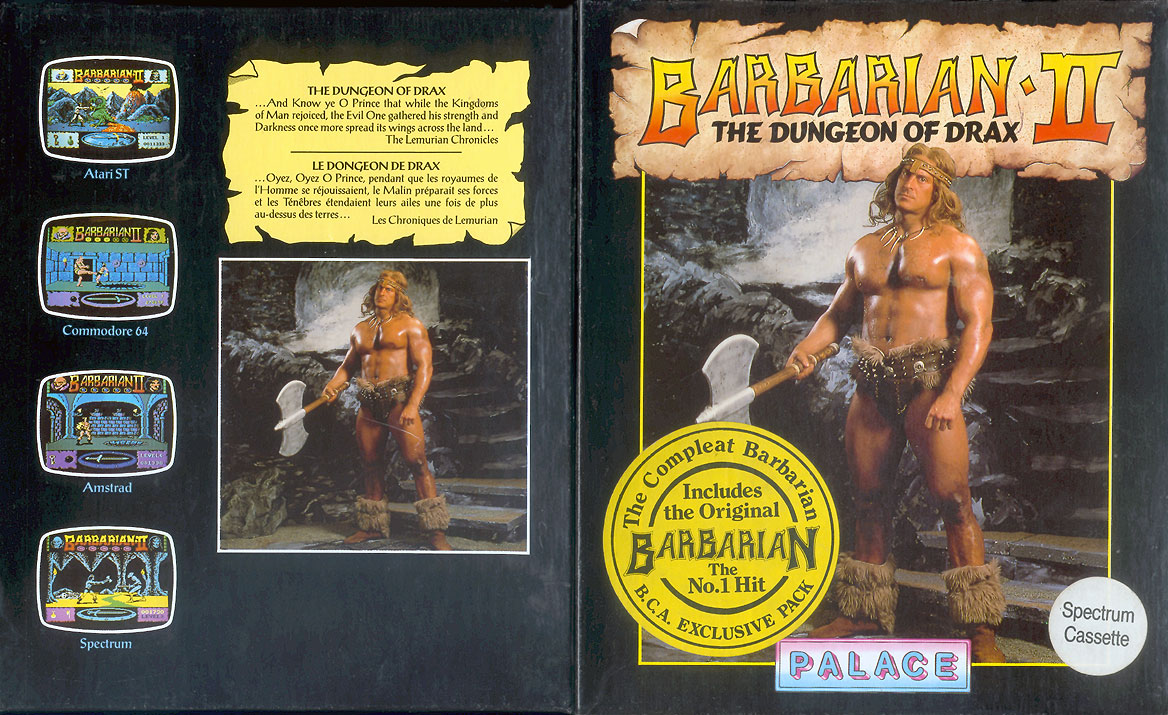 BARBARIAN II
LEVEL 1
Atari ST
BARBARIAN II
Commodore 64
BARBARIAN II
Amstrad
BARBARIAN II
Spectrum
THE DUNGEON OF DRAX
...And Know ye O Prince that while the Kingdoms
of Man rejoiced, the Evil One gathered his strength and
Darkness once more spread its wings across the land...
The Lemurian Chronicles
LE DONGEON DE DRAX
...Oyez, Oyez O Prince, pendant que les royaumes de
l'Homme se réjouissaient, le Malin préparait ses forces
et les Ténêbres étendaient leurs ailes une fois de plus
au-dessus des terres...
Les Chroniques de Lemurian
BARBARIAN · II
THE DUNGEON OF DRAX
The Compleat Barbarian
Includes
the Original
BARBARIAN
The
No.1 Hit
B.C.A. EXCLUSIVE PACK
Spectrum
Cassette
PALACE